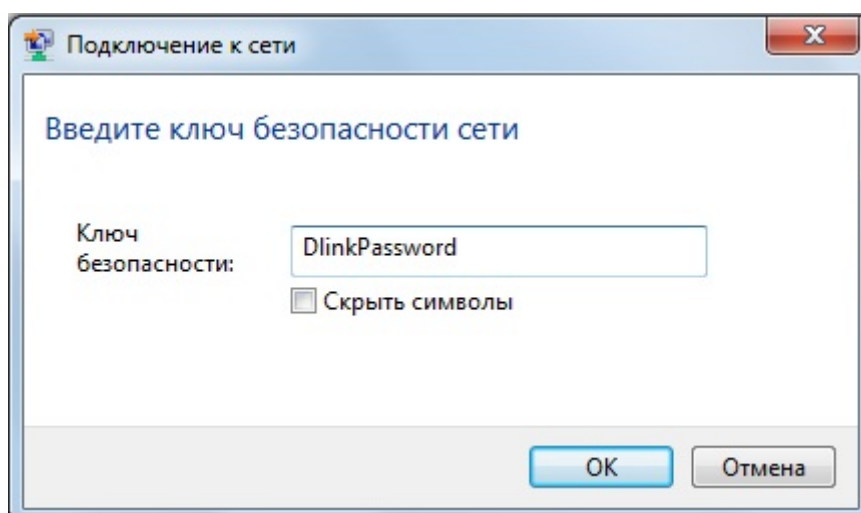 Подключение к сети
Введите ключ безопасности сети
Ключ
безопасности:
DlinkPassword
Скрыть символы
OK
Отмена